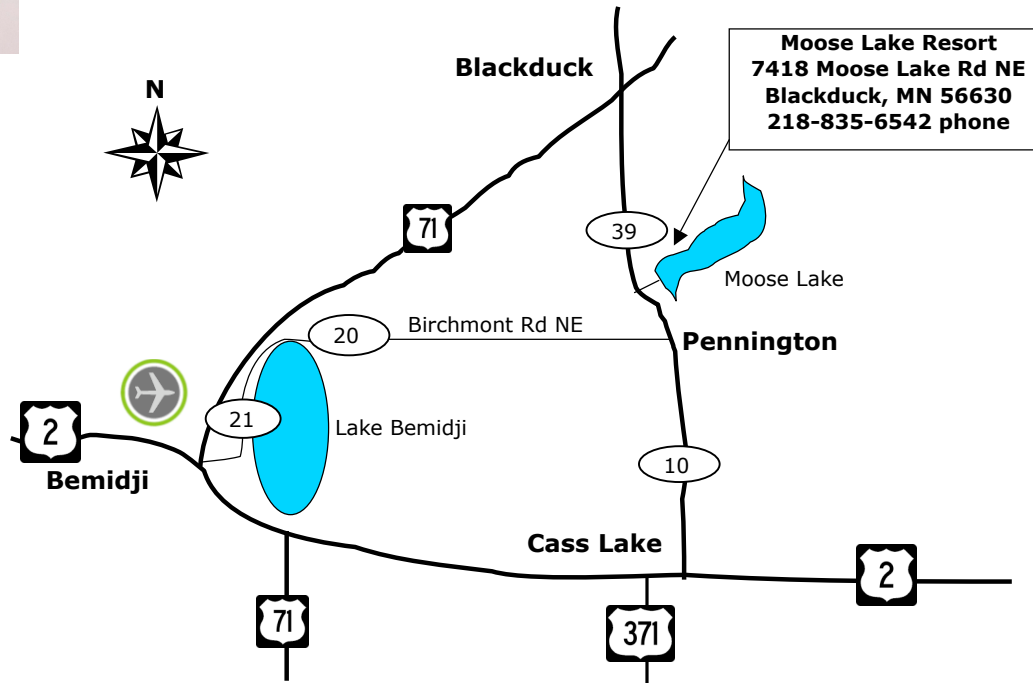 N
Blackduck
Moose Lake Resort
7418 Moose Lake Rd NE
Blackduck, MN 56630
218-835-6542 phone
71
39
Moose Lake
20
Birchmont Rd NE
Pennington
21
Lake Bemidji
2
Bemidji
10
Cass Lake
2
71
371